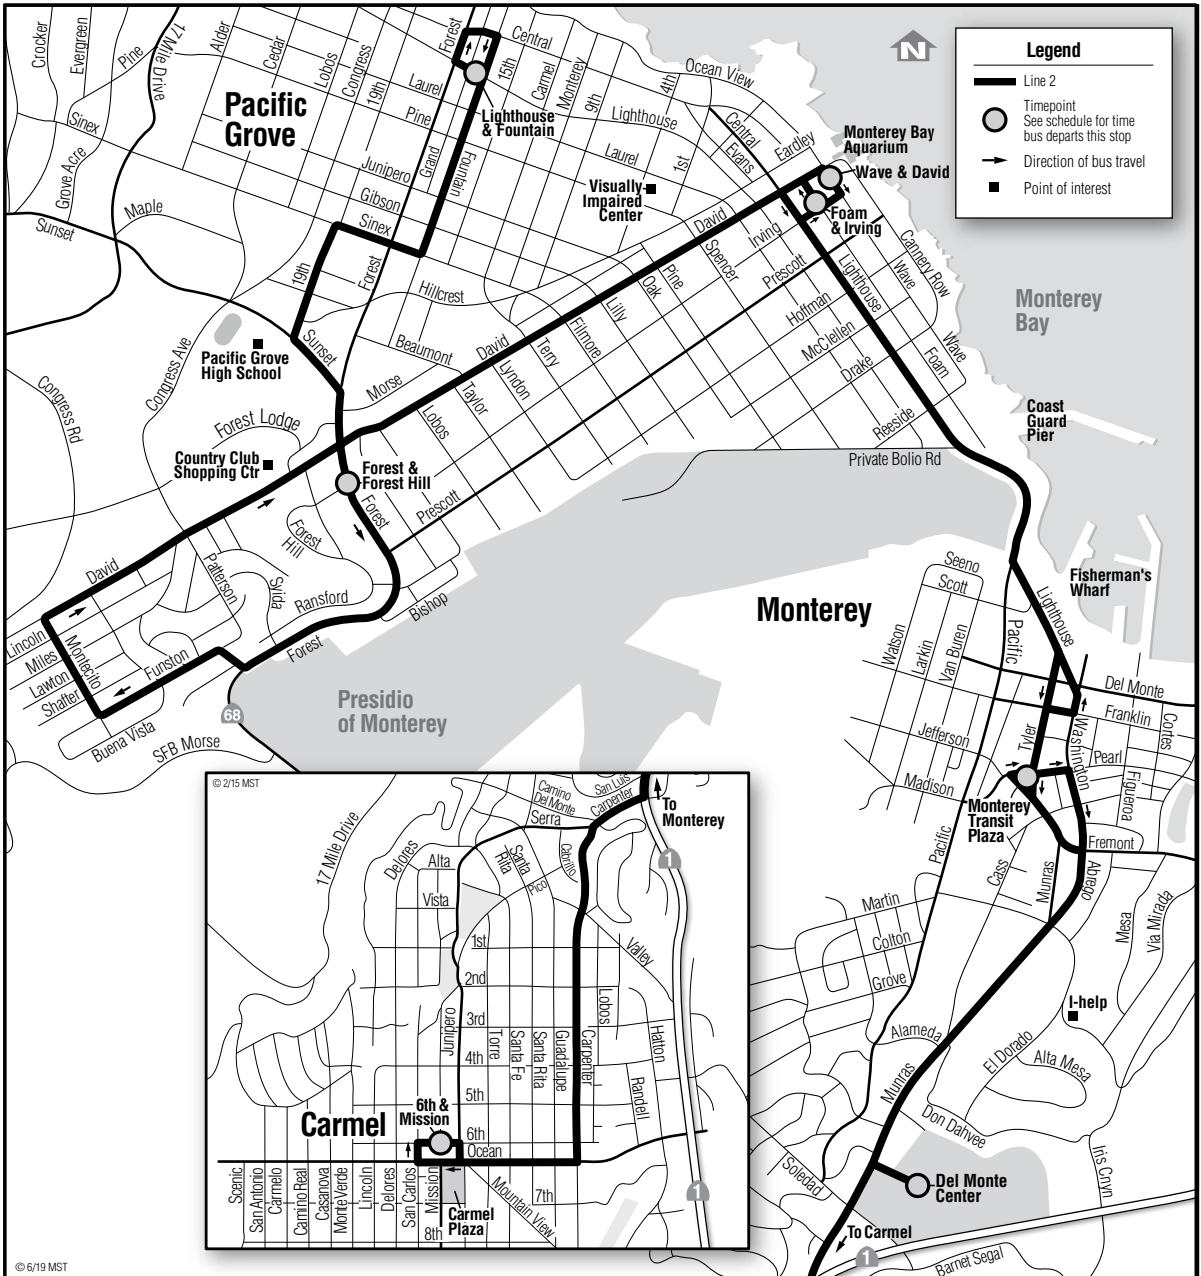 Crocker
Evergreen
Pine
17 Mile Drive
Alder
Cedar
Lobos
Congress
19th
Forest
Central
15th
Carmel
Monterey
9th
4th
Ocean View
Laurel
Pine
Lighthouse
Central
Evans
Eardley
Laurel
1st
Pacific
Grove
Lighthouse
& Fountain
Sinex
Grove Acre
Junipero
Grand
Fountain
Gibson
Sinex
Visually
Impaired
Center
Monterey Bay
Aquarium
Wave & David
Foam
& Irving
N
Legend
Line 2
Timepoint
See schedule for time
bus departs this stop
Direction of bus travel
Point of interest
Sunset
Maple
19th
Forest
Hillcrest
David
Irving
Spencer
Prescott
Pine
Oak
Lilly
Filmore
Terry
Lyndon
Taylor
Lobos
Hoffman
McClellen
Drake
Reeside
Lighthouse
Wave
Cannery Row
Wave
Foam
Monterey
Bay
Pacific Grove
High School
Sunset
Beaumont
David
Morse
Congress Ave
Congress Rd
Forest Lodge
Country Club
Shopping Ctr
Forest &
Forest Hill
Forest
Prescott
Private Bolio Rd
Coast
Guard
Pier
Forest
Hill
David
Patterson
Sylda
Ransford
Bishop
Forest
Lincoln
Miles
Lawton
Shafter
Montecito
Funston
Buena Vista
SFB Morse
68
Presidio
of Monterey
Monterey
Fisherman's
Wharf
Seeno
Scott
Lighthouse
Watson
Larkin
Van Buren
Pacific
Del Monte
Franklin
Cortes
Jefferson
Tyler
Washington
Pearl
Figueroa
Madison
Monterey
Transit
Plaza
Fremont
Pacific
Cass
Munras
Abrego
Mesa
Via Mirada
Martin
Colton
Grove
I-help
Alameda
El Dorado
Alta Mesa
Munras
Don Dahvee
Iris Cnyn
Soledad
Del Monte
Center
To Carmel
1
Barnet Segal
© 2/15 MST
Camino
Del Monte
San Luis
Carpenter
To
Monterey
Serra
1
17 Mile Drive
Delores
Alta
Santa
Rita
Cabrillo
Vista
Pico
1st
Valley
2nd
Lobos
3rd
Junipero
Torre
Santa Fe
Santa Rita
Guadalupe
Carpenter
Hatton
4th
Randell
5th
6th &
Mission
Carmel
6th
Ocean
Scenic
San Antonio
Carmelo
Camino Real
Casanova
Monte Verde
Lincoln
Delores
San Carlos
Mission
Carmel
Plaza
Mountain View
7th
8th
1
© 6/19 MST